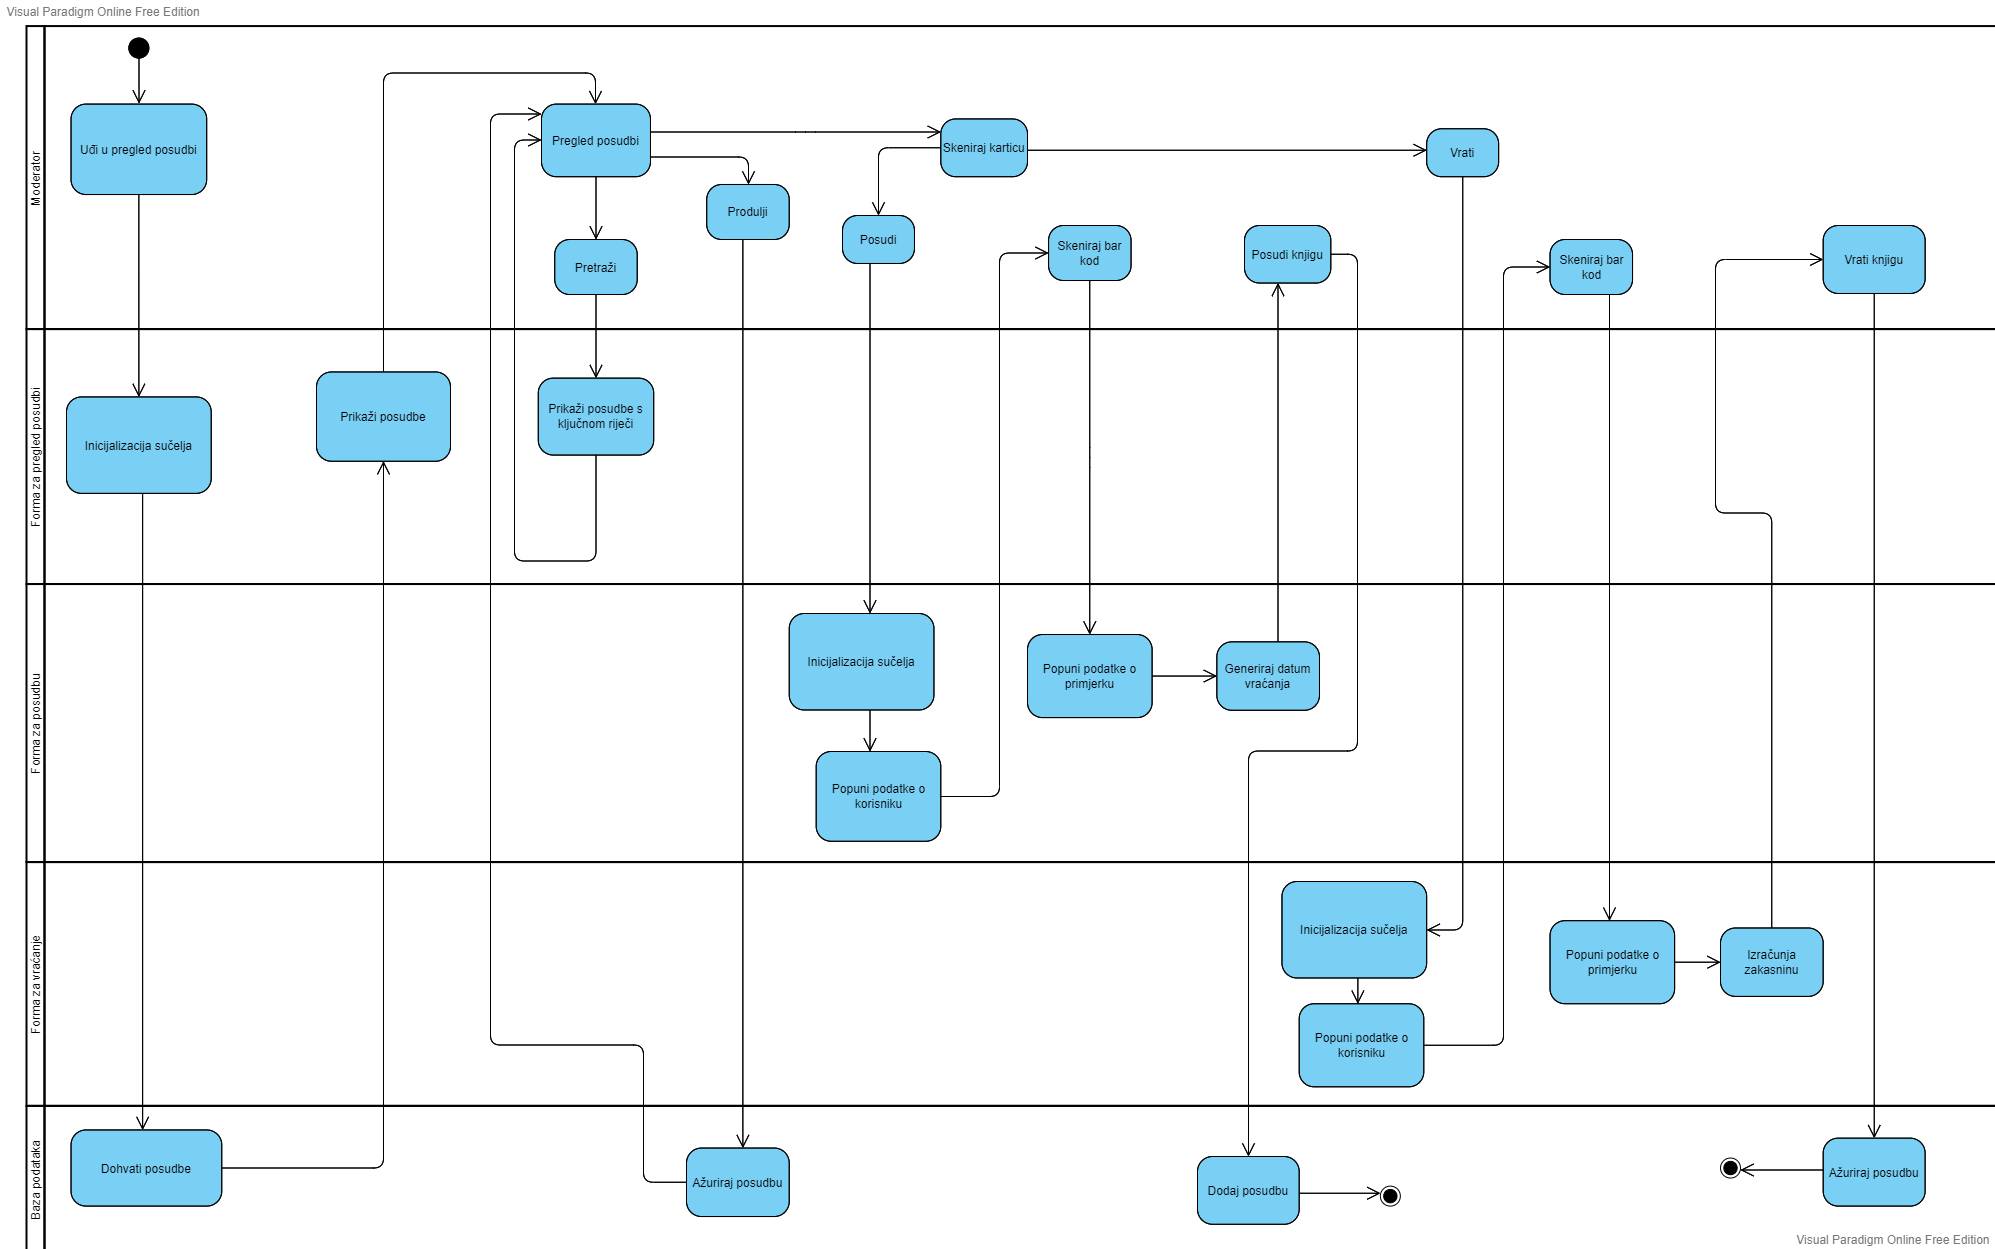 Visual Paradigm Online Free Edition
Moderator
Uđi u pregled posudbi
Pregled posudbi
Skeniraj karticu
Vrati
Produlji
Posudi
Pretraži
Skeniraj bar
kod
Posudi knjigu
Skeniraj bar
kod
Vrati knjigu
Forma za pregled posudbi
Inicijalizacija sučelja
Prikaži posudbe
Prikaži posudbe s
ključnom riječi
Forma za posudbu
Inicijalizacija sučelja
Popuni podatke o
korisniku
Popuni podatke o
primjerku
Generiraj datum
vraćanja
Forma za vraćanje
Inicijalizacija sučelja
Popuni podatke o
korisniku
Popuni podatke o
primjerku
Izračunja
zakasninu
Baza podataka
Dohvati posudbe
Ažuriraj posudbu
Dodaj posudbu
Ažuriraj posudbu
Visual Paradigm Online Free Edition